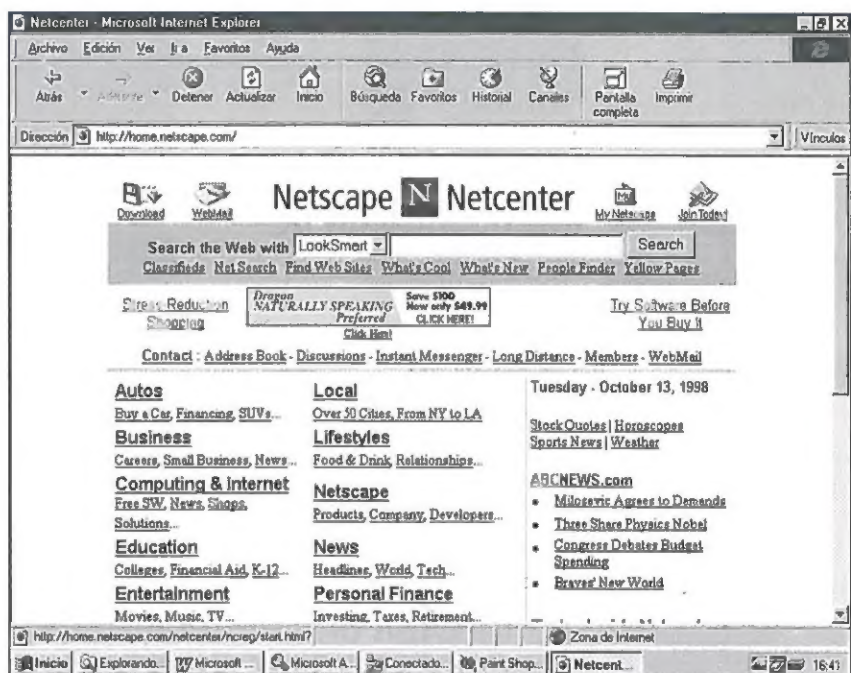 Netcenter - Microsoft Internet Explorer
Archivo Edición Ver Ir a Favoritos Ayuda
Atrás Adelante Detener Actualizar Inicio Búsqueda Favoritos Historial Canales Pantalla completa Imprimir
Dirección http://home.netscape.com/ Vínculos
Download WebMail Netscape N Netcenter My Netscape Join Today!
Search the Web with LookSmart Search
Classifieds Net Search Find Web Sites What's Cool What's New People Finder Yellow Pages
Stress-Reduction Shopping
Dragon NATURALLY SPEAKING Preferred
Save $100
Now only $49.99
CLICK HERE!
Click Here!
Try Software Before You Buy It
Contact : Address Book - Discussions - Instant Messenger - Long Distance - Members - WebMail
Autos
Buy a Car, Financing, SUVs...
Business
Careers, Small Business, News...
Computing & Internet
Free SW, News, Shops,
Solutions...
Education
Colleges, Financial Aid, K-12...
Entertainment
Movies, Music, TV...
Local
Over 50 Cities, From NY to LA
Lifestyles
Food & Drink, Relationships...
Netscape
Products, Company, Developers...
News
Headlines, World, Tech...
Personal Finance
Investing, Taxes, Retirement...
Tuesday - October 13, 1998
Stock Quotes | Horoscopes
Sports News | Weather
ABCNEWS.com
Milosevic Agrees to Demands
Three Share Physics Nobel
Congress Debates Budget
Spending
Braves' New World
http://home.netscape.com/netcenter/ncreg/start.html? Zona de Internet
Inicio Explorando... Microsoft ... Microsoft A... Conectado... Paint Shop... Netcent... 16:41